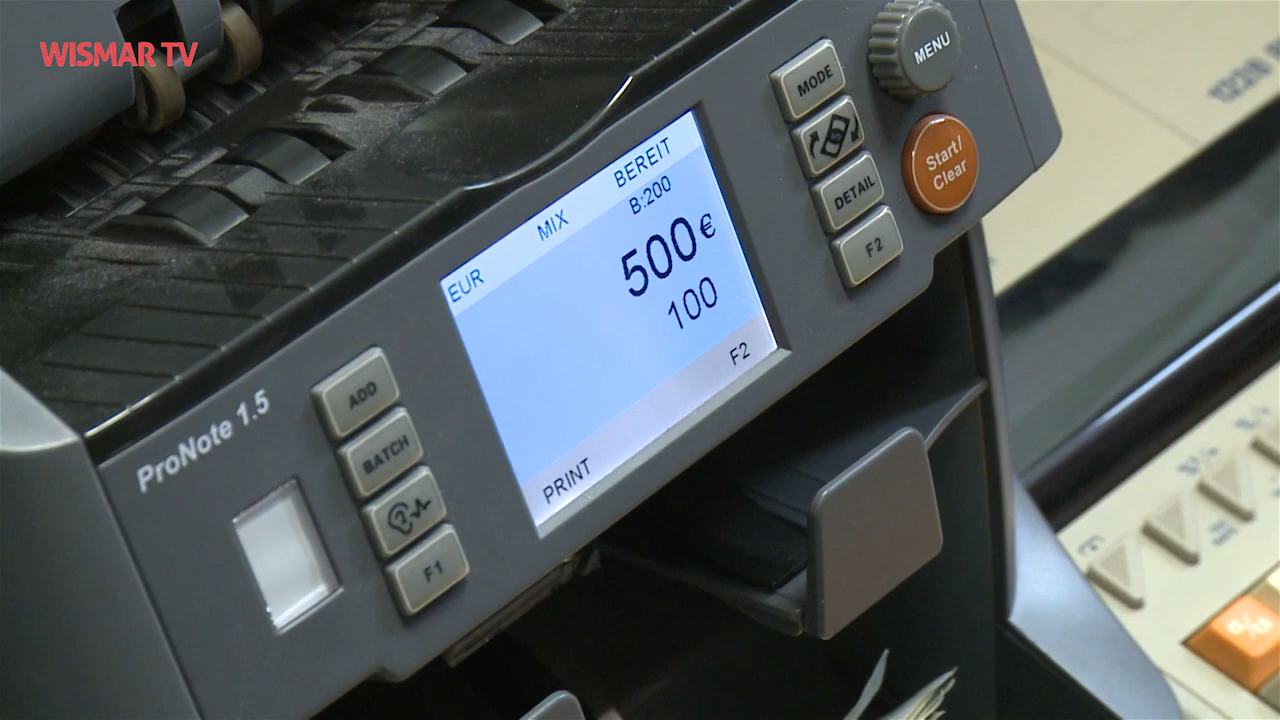 WISMAR TV
MENU
MODE
Start/
Clear
DETAIL
F2
BEREIT
MIX
EUR
B:200
500€
100
F2
PRINT
ProNote 1.5
ADD
BATCH
F1